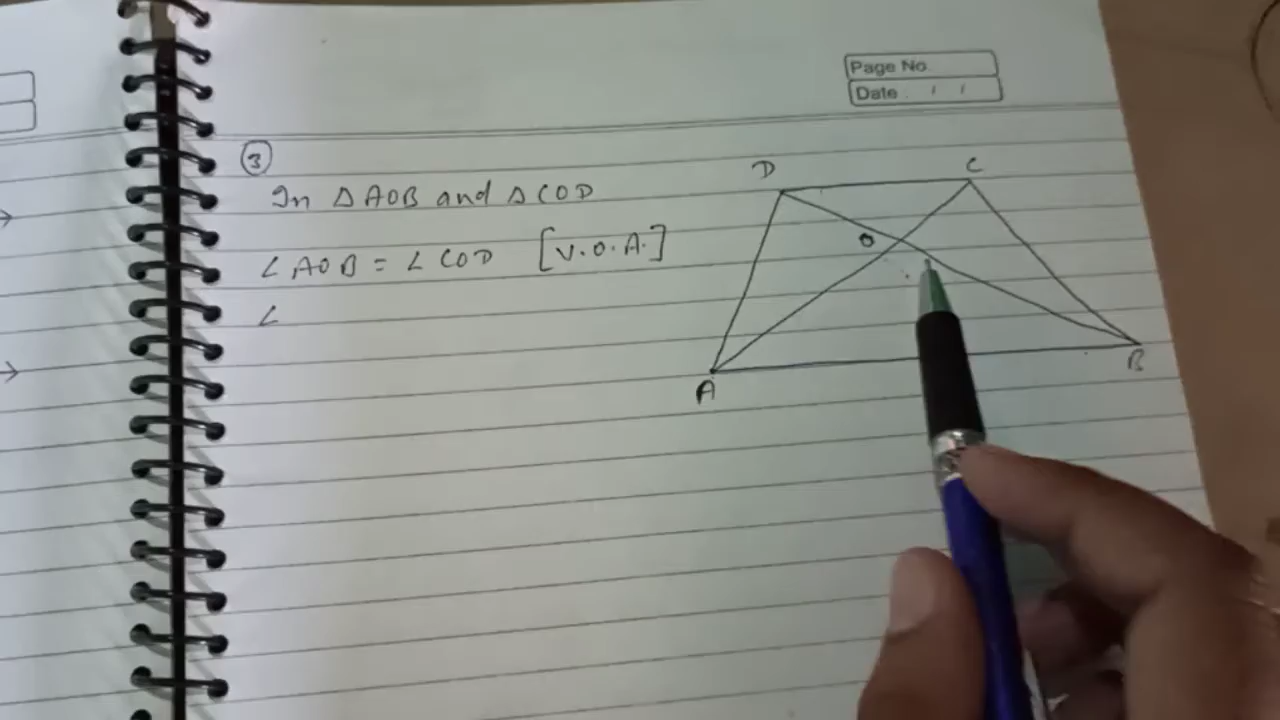 Page No.
Date : / /
③
In △AOB and △COD
∠AOB = ∠COD [V.O.A.]
∠
D C
O
A B